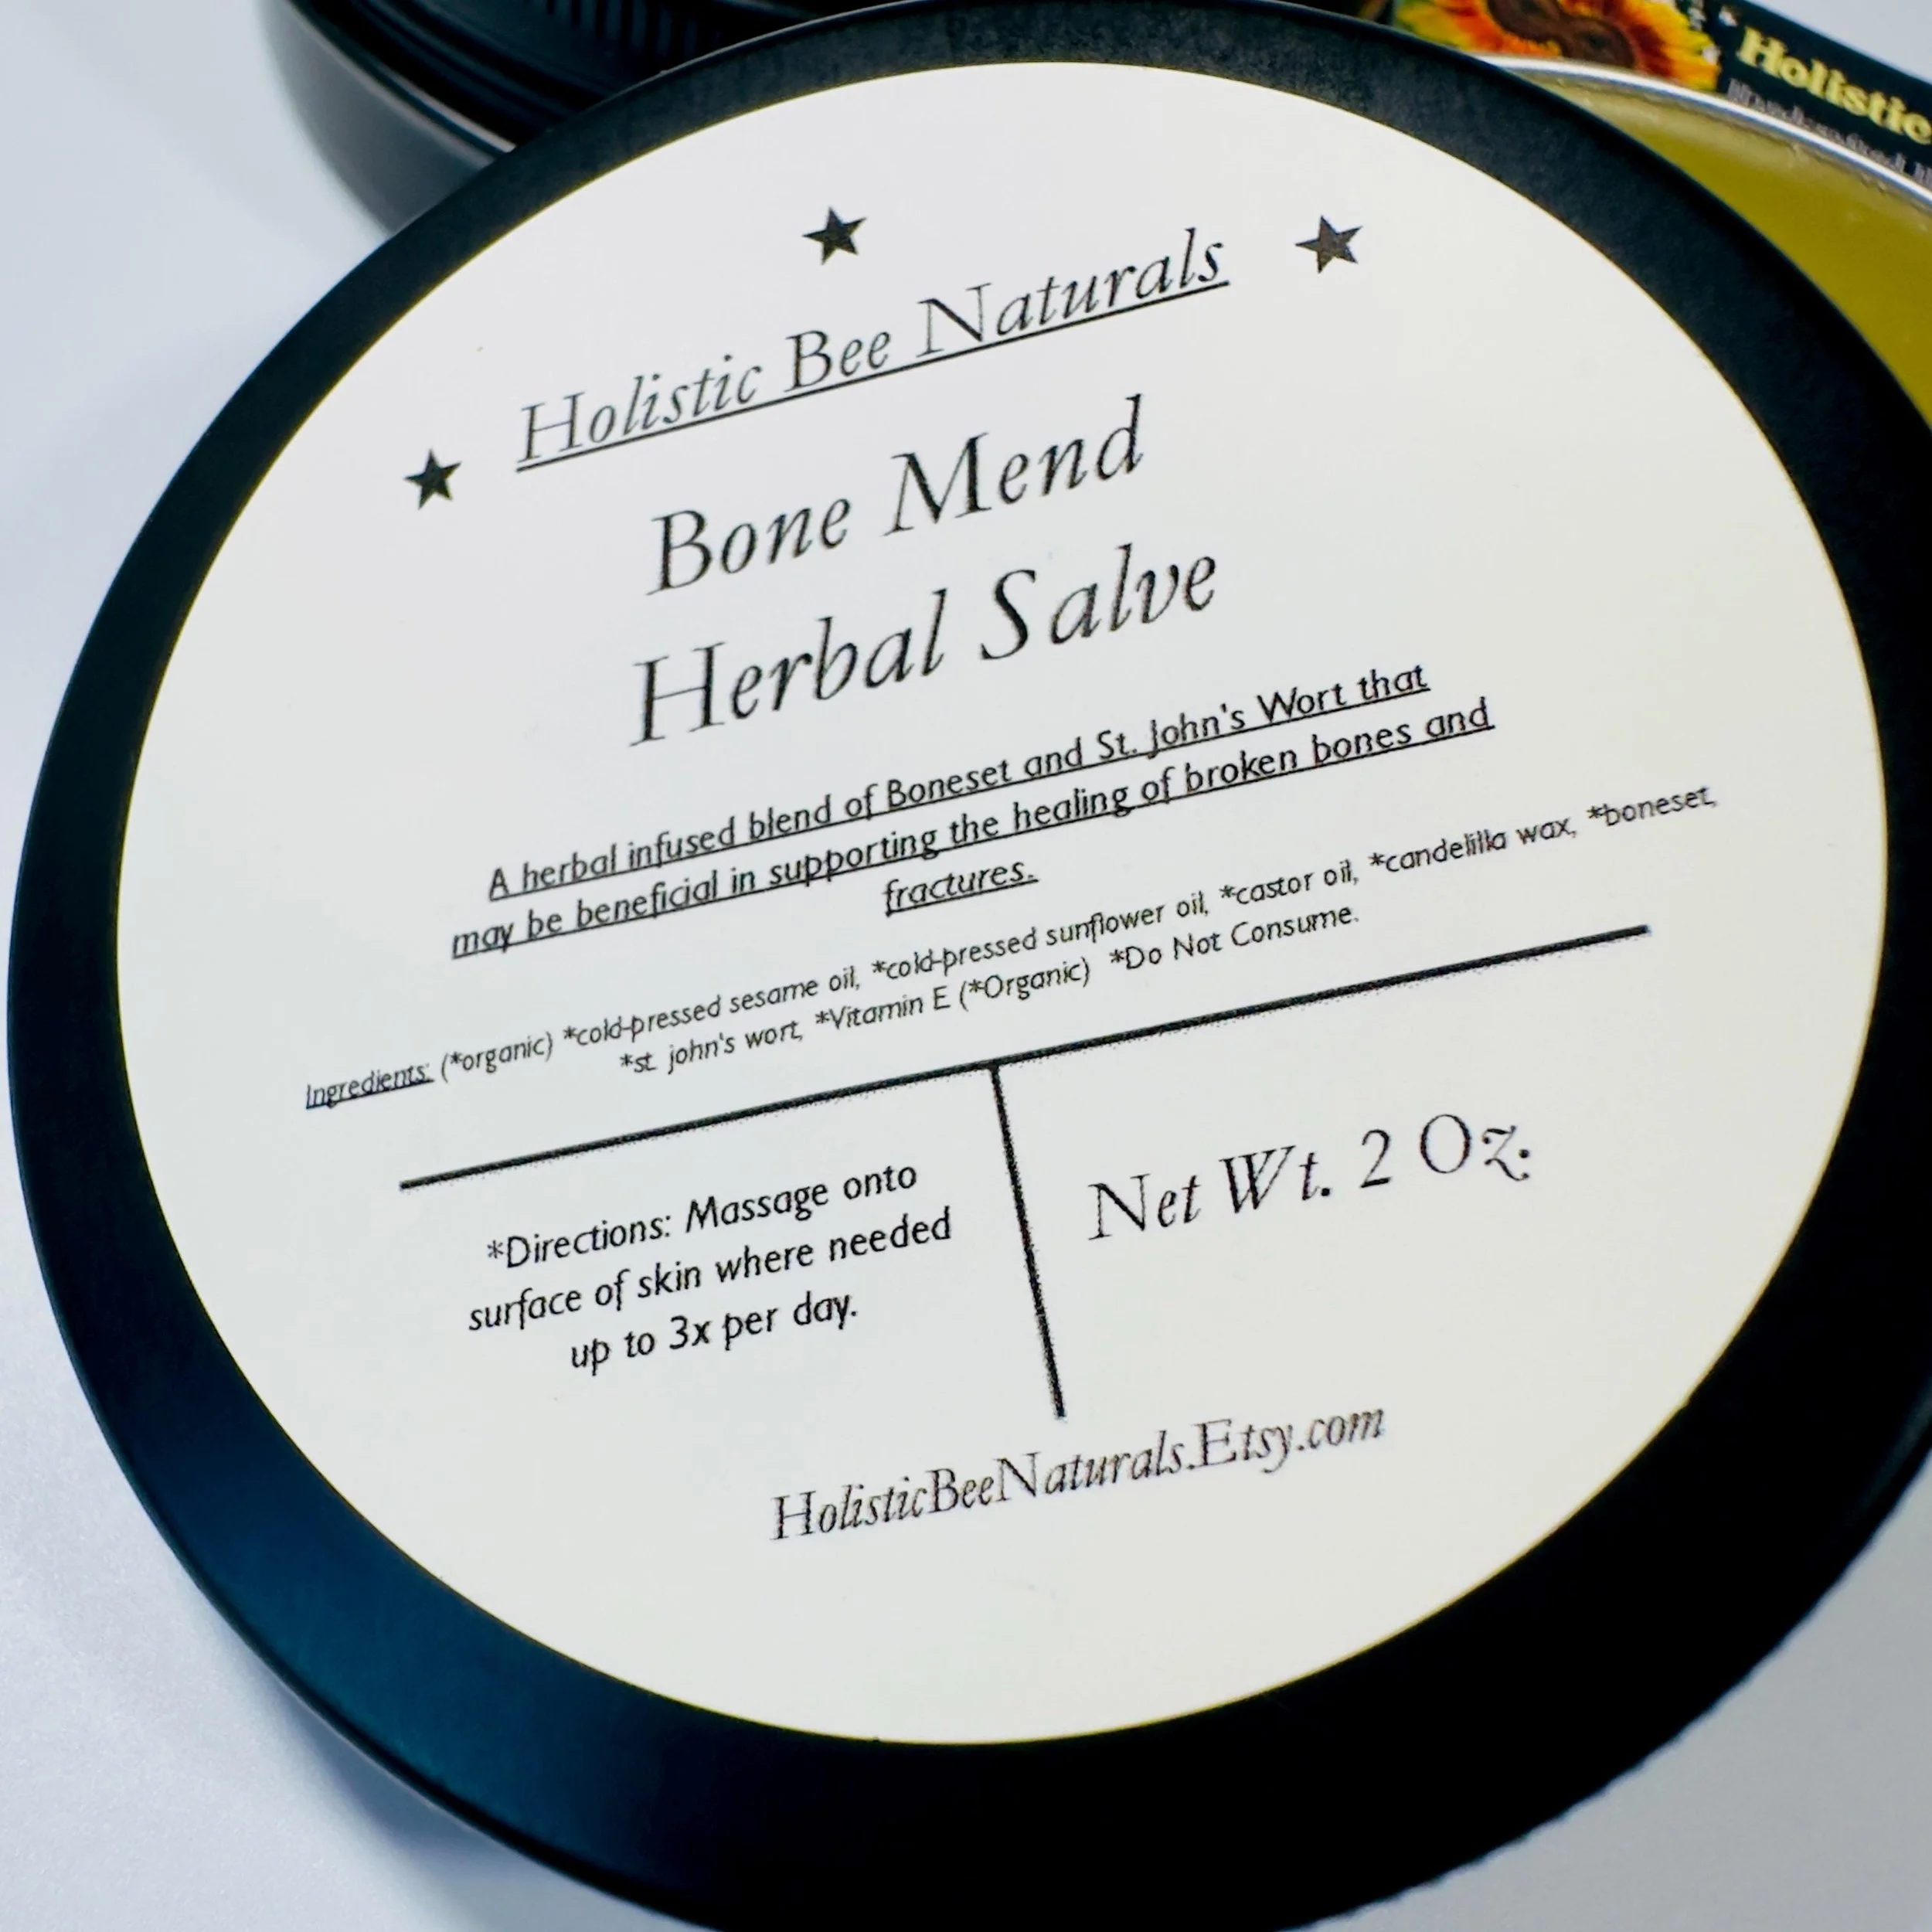 Holistic
Holistic Bee Naturals
Bone Mend
Herbal Salve
A herbal infused blend of Boneset and St. John's Wort that
may be beneficial in supporting the healing of broken bones and
fractures.
Ingredients: (*organic) *cold-pressed sesame oil, *cold-pressed sunflower oil, *castor oil, *candelilla wax, *boneset,
*st. john's wort, *Vitamin E (*Organic) *Do Not Consume.
*Directions: Massage onto
surface of skin where needed
up to 3x per day.
Net Wt. 2 Oz.
HolisticBeeNaturals.Etsy.com